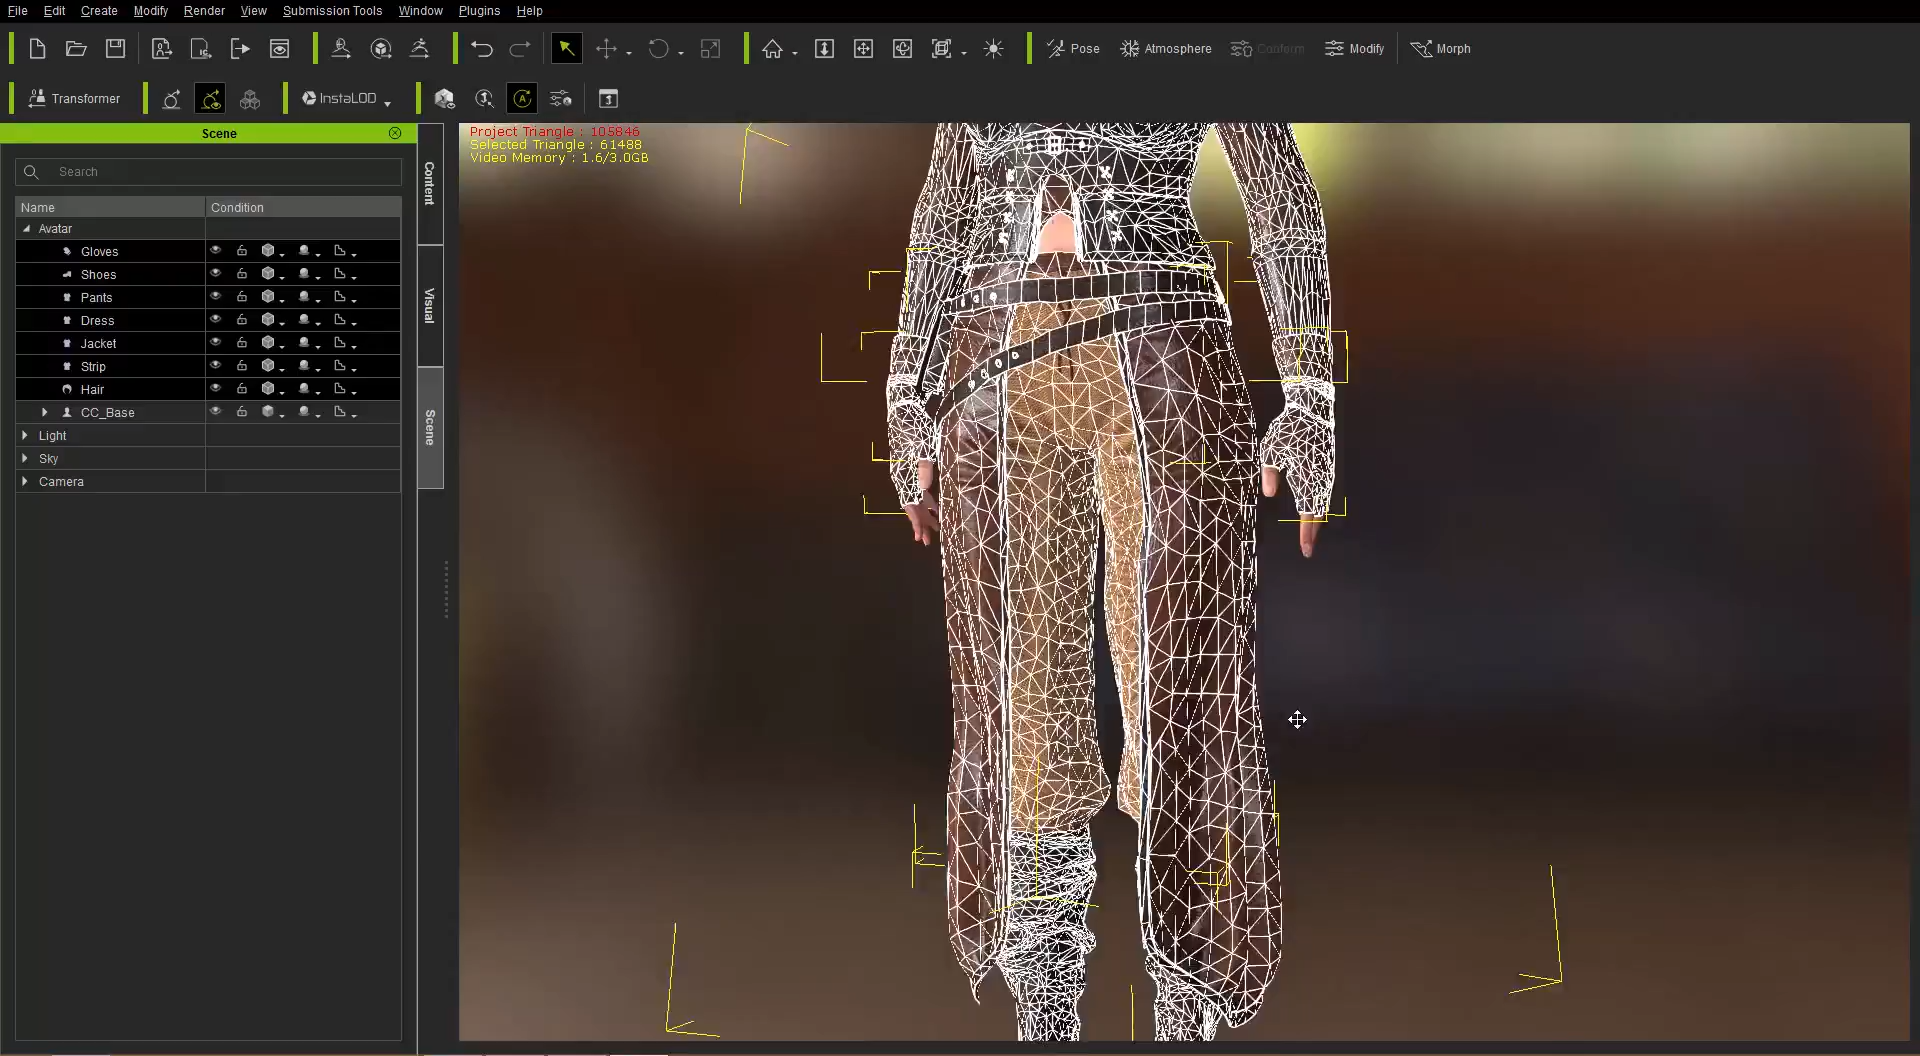 File Edit Create Modify Render View Submission Tools Window Plugins Help
Pose Atmosphere Conform Modify Morph
Transformer InstaLOD
Scene
Search
Name Condition
Avatar
Gloves
Shoes
Pants
Dress
Jacket
Strip
Hair
CC_Base
Light
Sky
Camera
Content
Visual
Scene
Project Triangle : 105846
Selected Triangle : 61488
Video Memory : 1.6/3.0GB